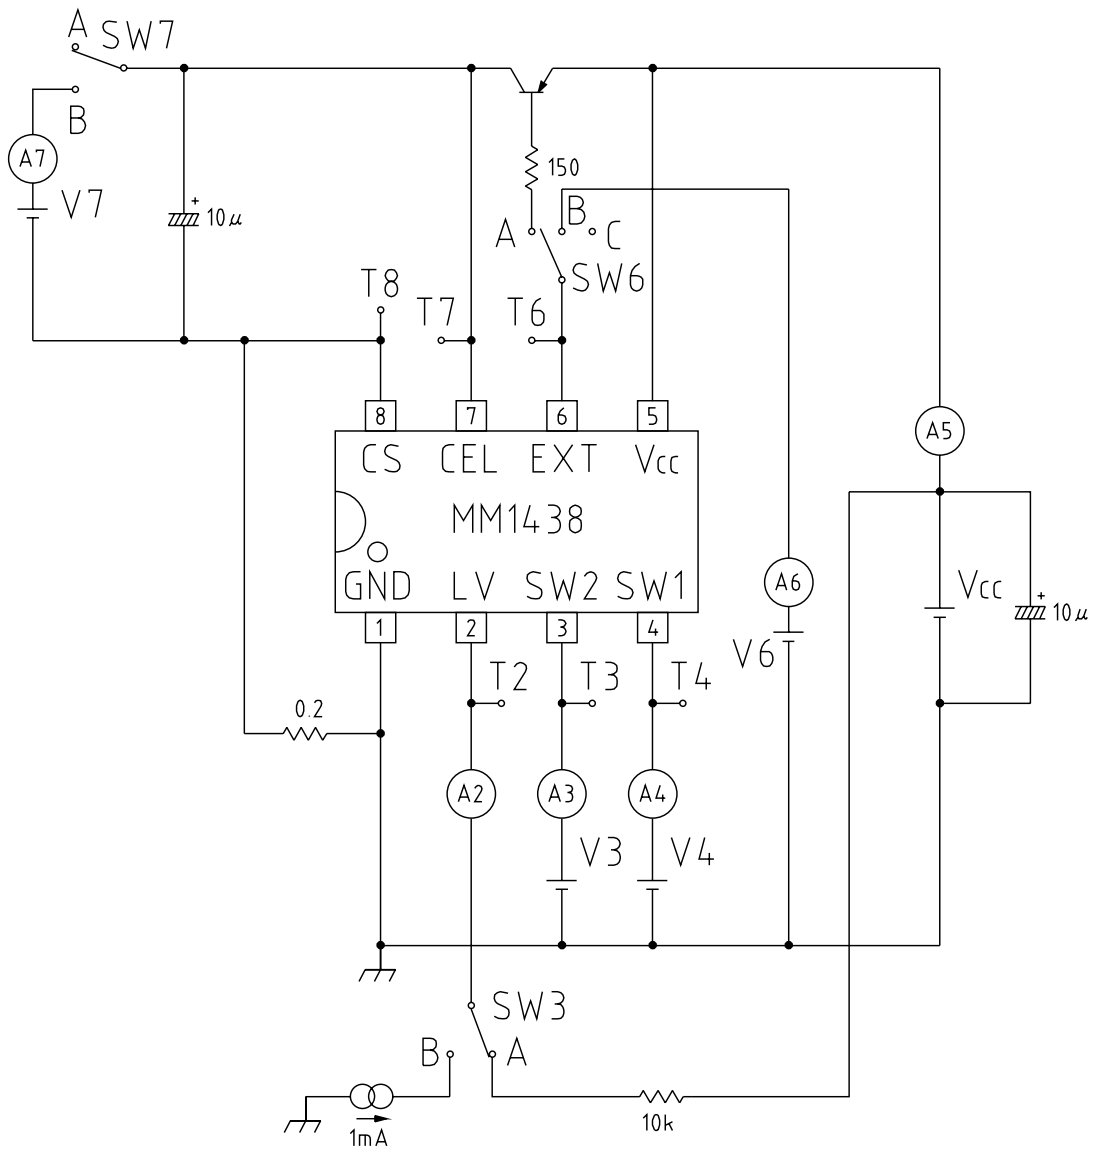 A SW7
B
A7
V7
10μ
150
A B C
SW6
T8
T7 T6
8 7 6 5
CS CEL EXT Vcc
MM1438
GND LV SW2 SW1
1 2 3 4
A5
A6
V6
Vcc
10μ
T2 T3 T4
0.2
A2 A3 A4
V3 V4
SW3
B A
1mA
10k